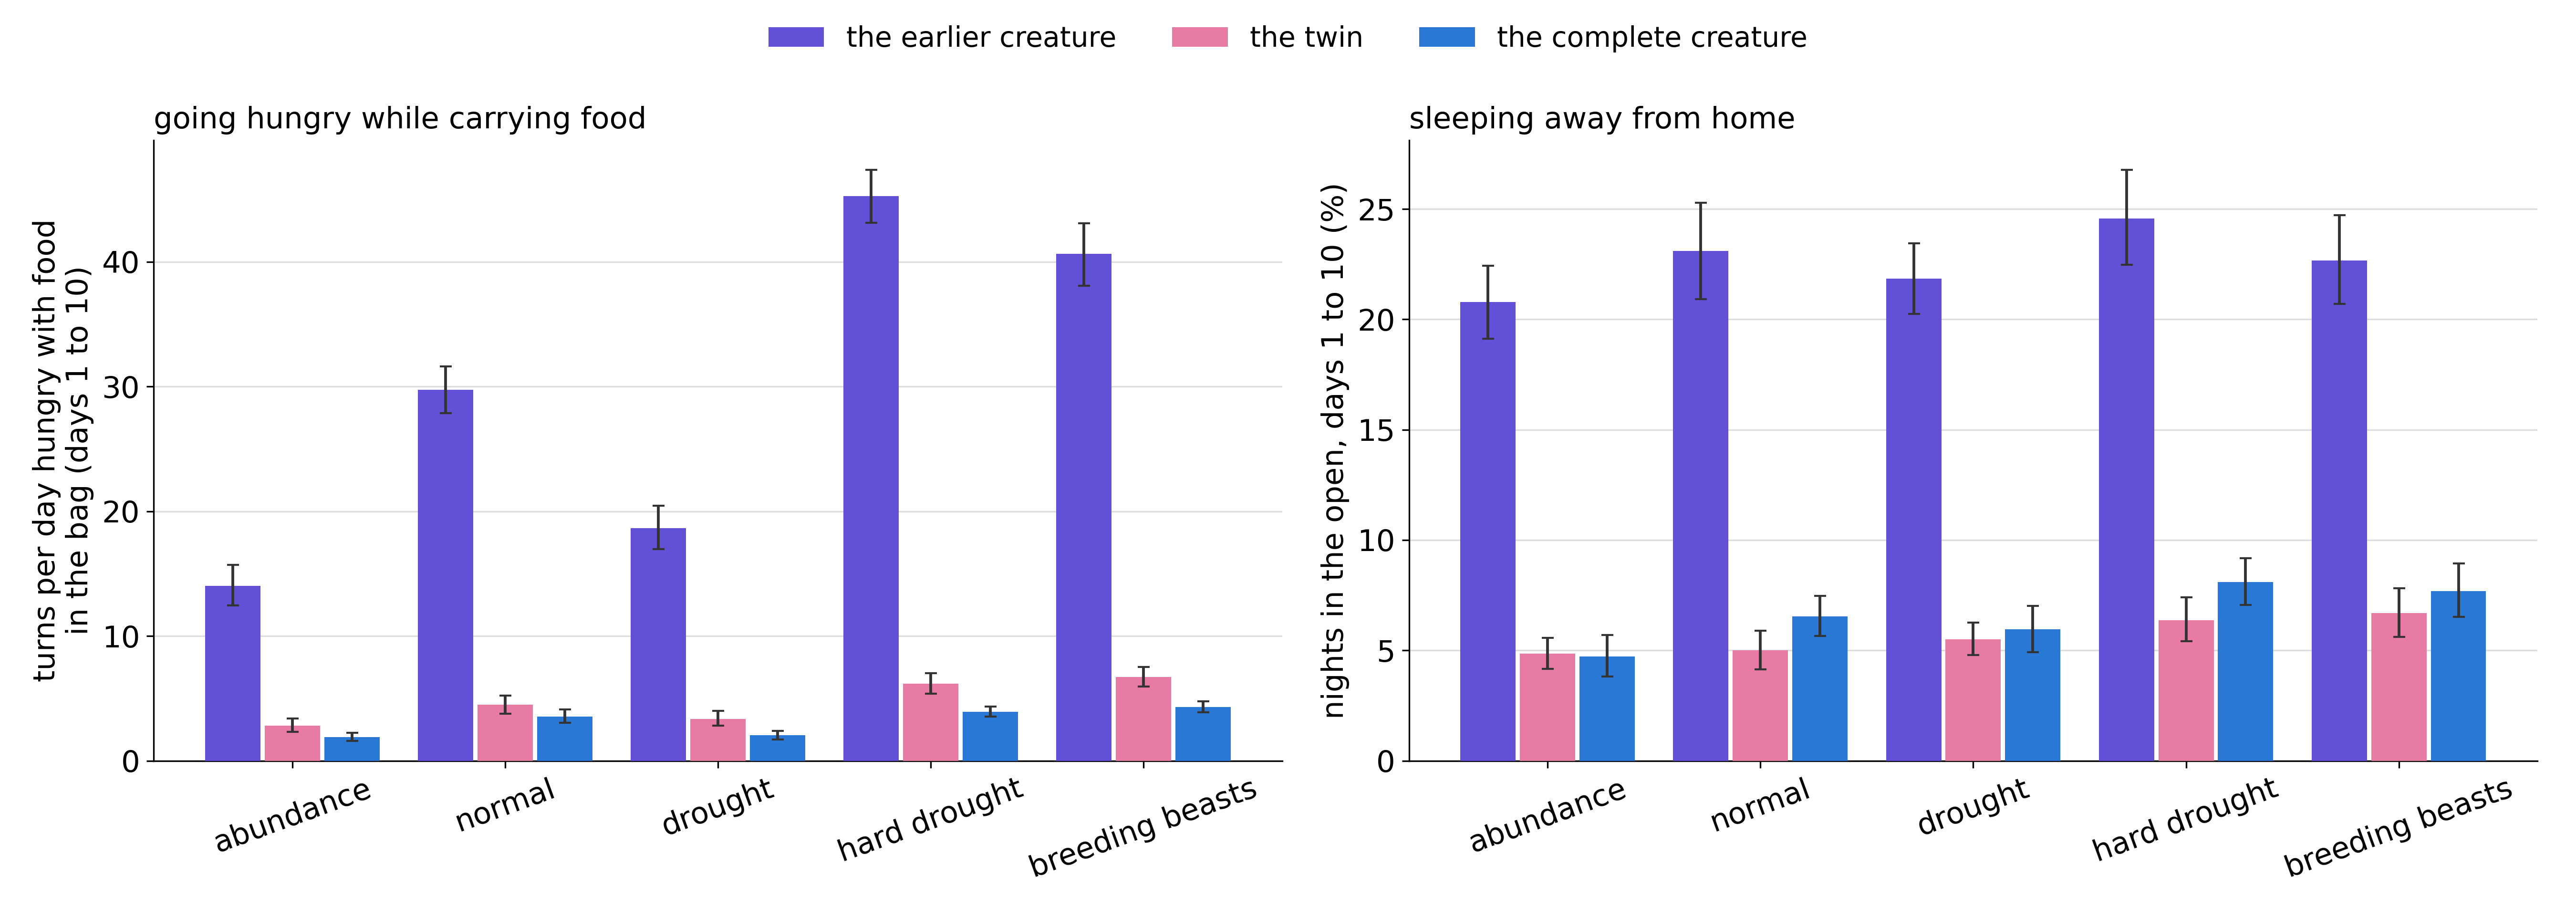 the earlier creature
the twin
the complete creature
going hungry while carrying food
turns per day hungry with food
in the bag (days 1 to 10)
40
30
20
10
0
abundance
normal
drought
hard drought
breeding beasts
sleeping away from home
nights in the open, days 1 to 10 (%)
25
20
15
10
5
0
abundance
normal
drought
hard drought
breeding beasts